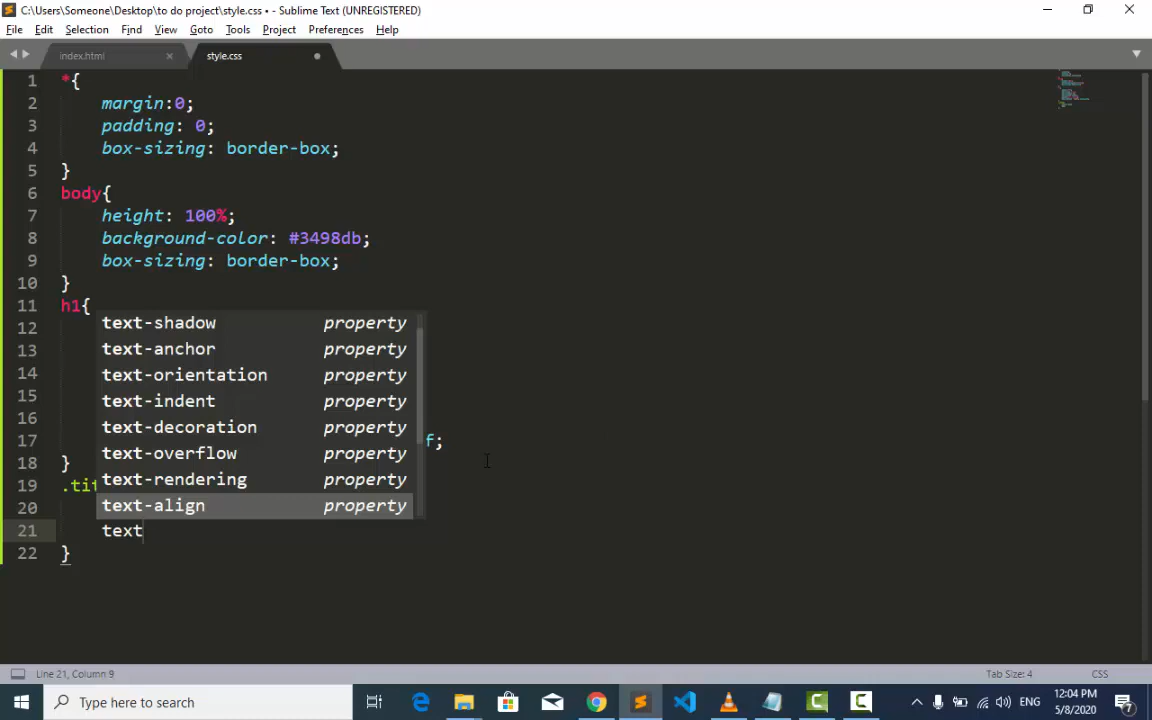 C:\Users\Someone\Desktop\to do project\style.css • - Sublime Text (UNREGISTERED)
File Edit Selection Find View Goto Tools Project Preferences Help
index.html × style.css
1 *{
2 margin:0;
3 padding: 0;
4 box-sizing: border-box;
5 }
6 body{
7 height: 100%;
8 background-color: #3498db;
9 box-sizing: border-box;
10 }
11 h1{
12 text-shadow property
13 text-anchor property
14 text-orientation property
15 text-indent property
16 text-decoration property
17 text-overflow property f;
18 } text-rendering property
19 .tit text-align property
20
21 text
22 }
Line 21, Column 9 Tab Size: 4 CSS
Type here to search ENG 12:04 PM
5/8/2020 7